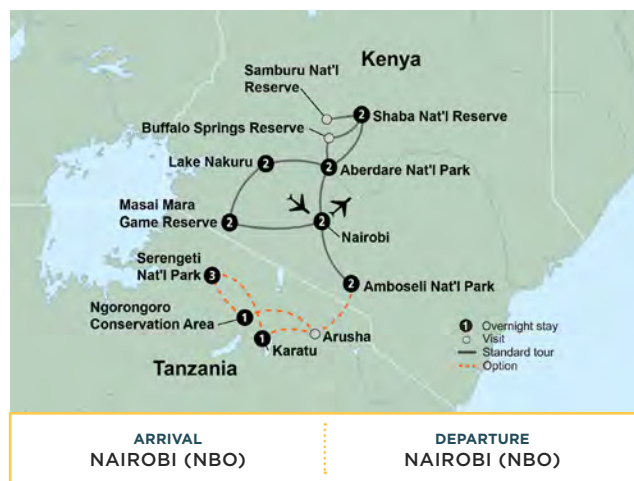 Kenya
Samburu Nat'l
Reserve
2 Shaba Nat'l Reserve
Buffalo Springs Reserve
Lake Nakuru 2
2 Aberdare Nat'l Park
Masai Mara
Game Reserve 2
2
Nairobi
Serengeti
Nat'l Park 3
2 Amboseli Nat'l Park
Ngorongoro
Conservation Area 1
Arusha
1 Karatu
Tanzania
1 Overnight stay
Visit
Standard tour
Option
ARRIVAL
NAIROBI (NBO)
DEPARTURE
NAIROBI (NBO)